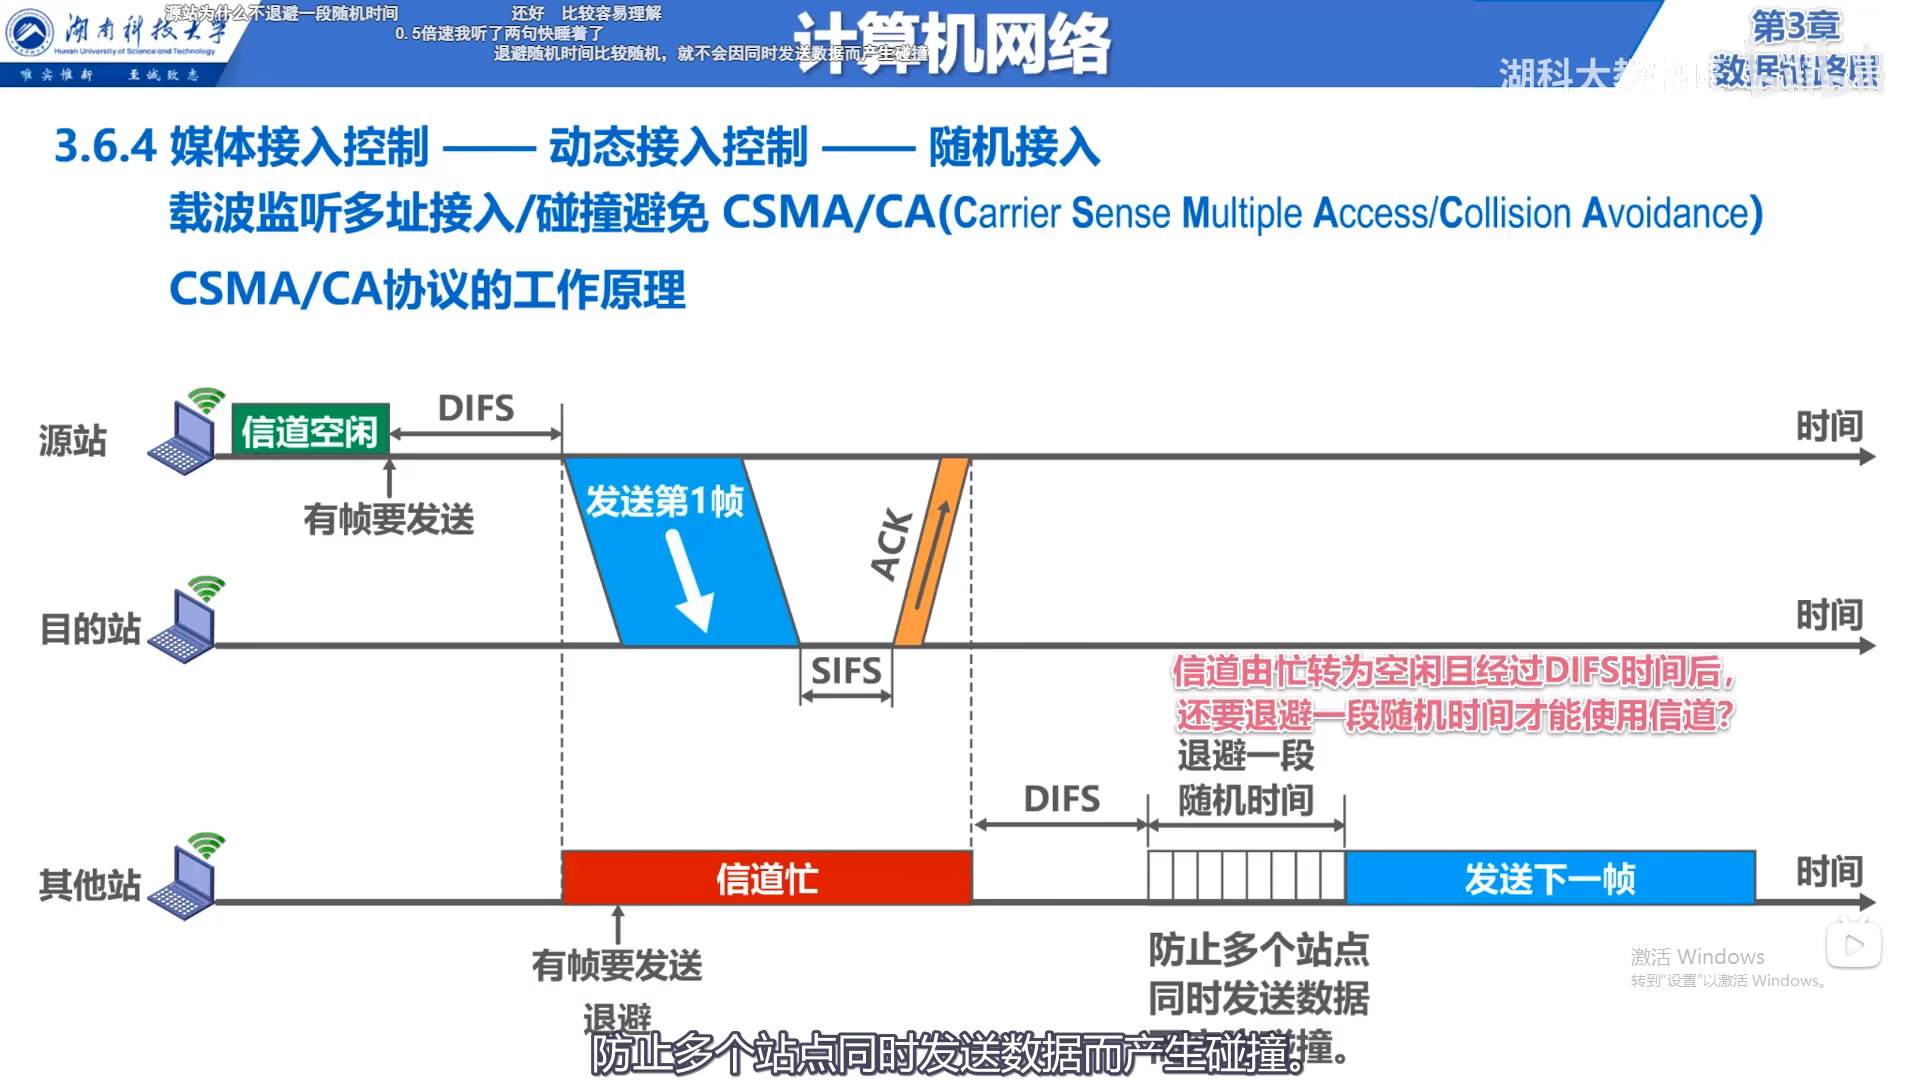 源站为什么不退避一段随机时间
还好 比较容易理解
0.5倍速我听了两句快睡着了
退避随机时间比较随机，就不会因同时发送数据而产生碰撞
湖南科技大学
Hunan University of Science and Technology
唯实惟新 至诚致志
计算机网络
第3章
数据链路层
湖科大教书匠
3.6.4 媒体接入控制 —— 动态接入控制 —— 随机接入
载波监听多址接入/碰撞避免 CSMA/CA(Carrier Sense Multiple Access/Collision Avoidance)
CSMA/CA协议的工作原理
源站
信道空闲
DIFS
时间
有帧要发送
发送第1帧
ACK
目的站
时间
SIFS
信道由忙转为空闲且经过DIFS时间后，
还要退避一段随机时间才能使用信道？
退避一段
随机时间
DIFS
其他站
信道忙
发送下一帧
时间
有帧要发送
退避
防止多个站点
同时发送数据
而产生碰撞。
防止多个站点同时发送数据而产生碰撞。
激活 Windows
转到“设置”以激活 Windows。